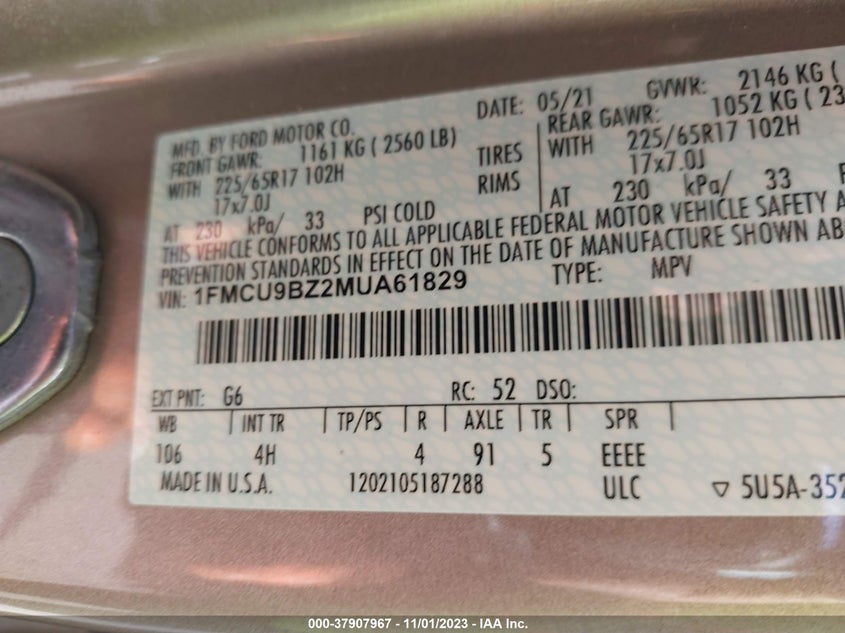 MFD. BY FORD MOTOR CO. DATE: 05/21 GVWR: 2146 KG (
FRONT GAWR: 1161 KG ( 2560 LB) REAR GAWR: 1052 KG ( 23
WITH 225/65R17 102H TIRES WITH 225/65R17 102H
17x7.0J RIMS 17x7.0J
AT 230 kPa/ 33 PSI COLD AT 230 kPa/ 33
THIS VEHICLE CONFORMS TO ALL APPLICABLE FEDERAL MOTOR VEHICLE SAFETY A
PREVENTION STANDARDS IN EFFECT ON THE DATE OF MANUFACTURE SHOWN AB
VIN: 1FMCU9BZ2MUA61829 TYPE: MPV
EXT PNT: G6 RC: 52 DSO:
WB INT TR TP/PS R AXLE TR SPR
106 4H 4 91 5 EEEE
MADE IN U.S.A. 1202105187288 ULC ▽ 5U5A-352
000-37907967 - 11/01/2023 - IAA Inc.